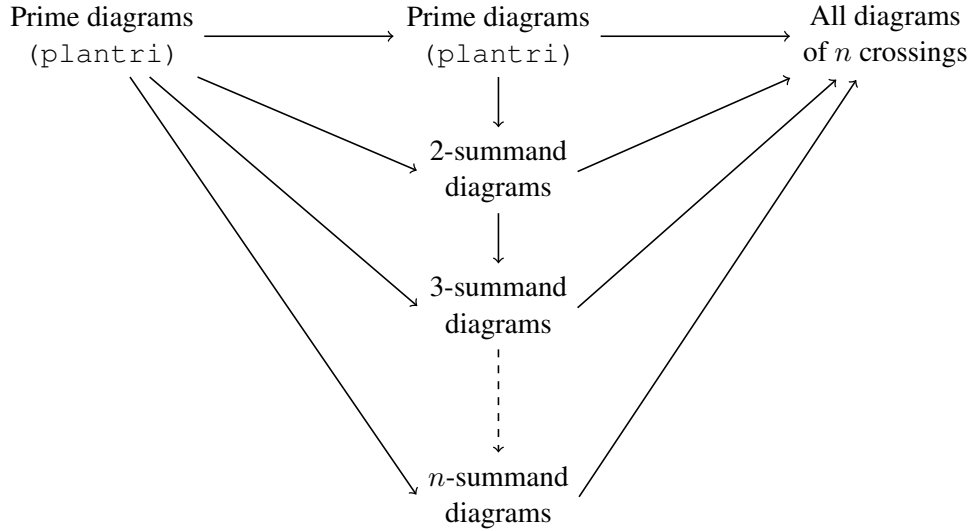 Prime diagrams
(plantri)
Prime diagrams
(plantri)
All diagrams
of n crossings
2-summand
diagrams
3-summand
diagrams
n-summand
diagrams